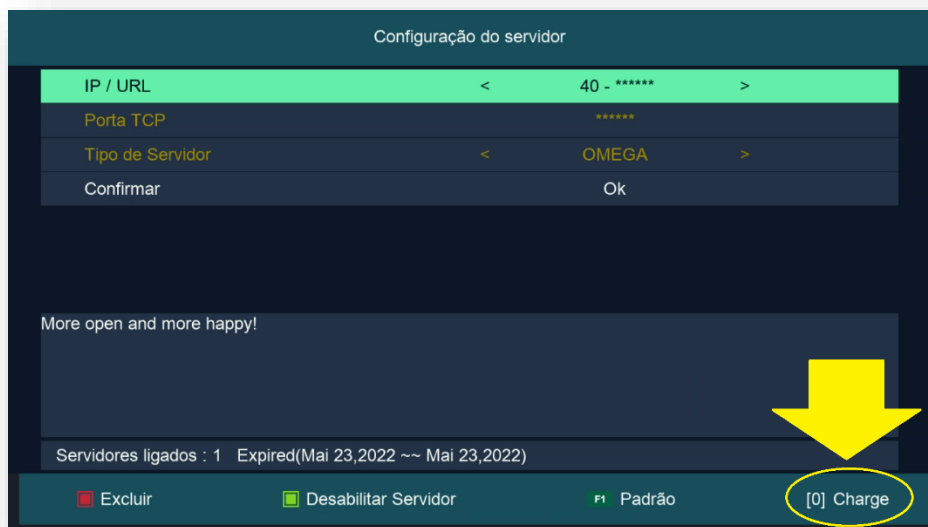 Configuração do servidor
IP / URL < 40 - ****** >
Porta TCP ******
Tipo de Servidor < OMEGA >
Confirmar Ok
More open and more happy!
Servidores ligados : 1 Expired(Mai 23,2022 ~~ Mai 23,2022)
Excluir Desabilitar Servidor F1 Padrão [0] Charge